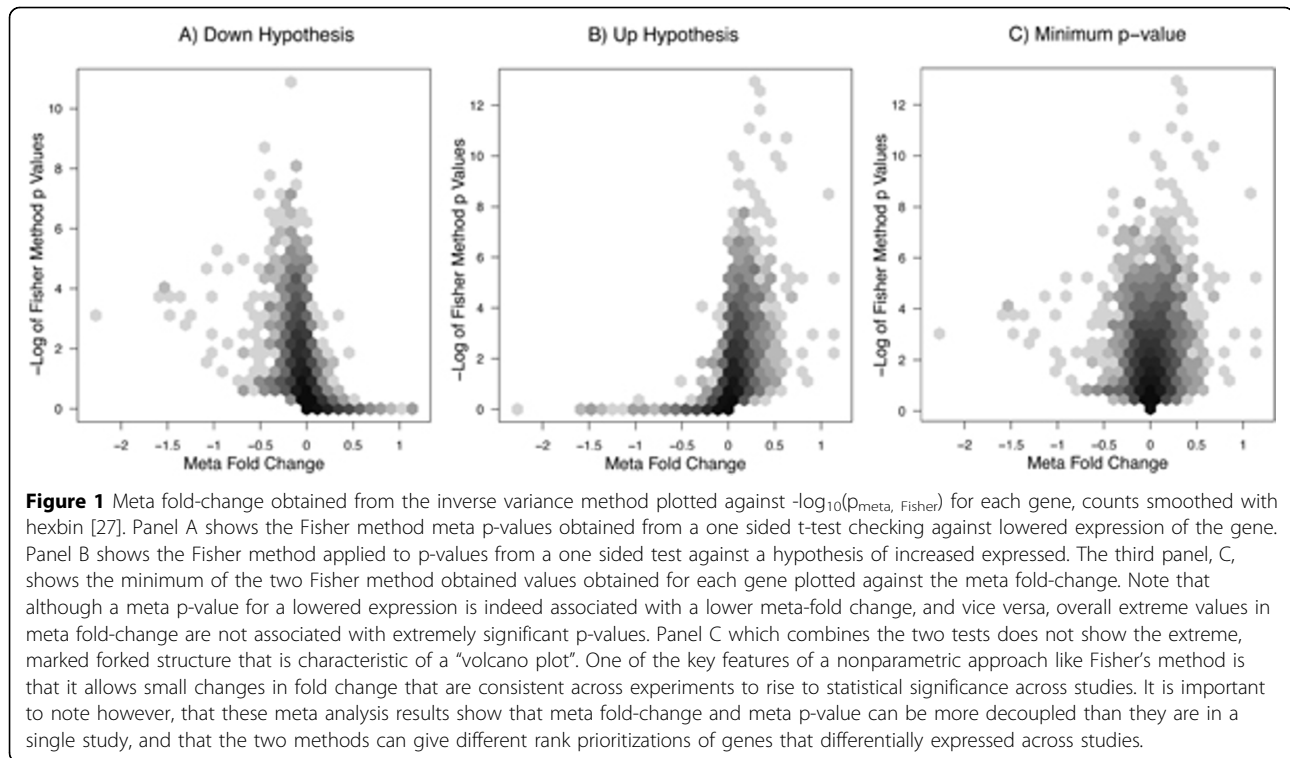 A) Down Hypothesis
B) Up Hypothesis
C) Minimum p-value
-Log of Fisher Method p Values
10
8
6
4
2
0
-2
-1.5
-1
-0.5
0
0.5
1
Meta Fold Change
-Log of Fisher Method p Values
12
10
8
6
4
2
0
-2
-1.5
-1
-0.5
0
0.5
1
Meta Fold Change
-Log of Fisher Method p Values
12
10
8
6
4
2
0
-2
-1.5
-1
-0.5
0
0.5
1
Meta Fold Change
Figure 1 Meta fold-change obtained from the inverse variance method plotted against -log10(pmeta, Fisher) for each gene, counts smoothed with
hexbin [27]. Panel A shows the Fisher method meta p-values obtained from a one sided t-test checking against lowered expression of the gene.
Panel B shows the Fisher method applied to p-values from a one sided test against a hypothesis of increased expressed. The third panel, C,
shows the minimum of the two Fisher method obtained values obtained for each gene plotted against the meta fold-change. Note that
although a meta p-value for a lowered expression is indeed associated with a lower meta-fold change, and vice versa, overall extreme values in
meta fold-change are not associated with extremely significant p-values. Panel C which combines the two tests does not show the extreme,
marked forked structure that is characteristic of a "volcano plot". One of the key features of a nonparametric approach like Fisher's method is
that it allows small changes in fold change that are consistent across experiments to rise to statistical significance across studies. It is important
to note however, that these meta analysis results show that meta fold-change and meta p-value can be more decoupled than they are in a
single study, and that the two methods can give different rank prioritizations of genes that differentially expressed across studies.